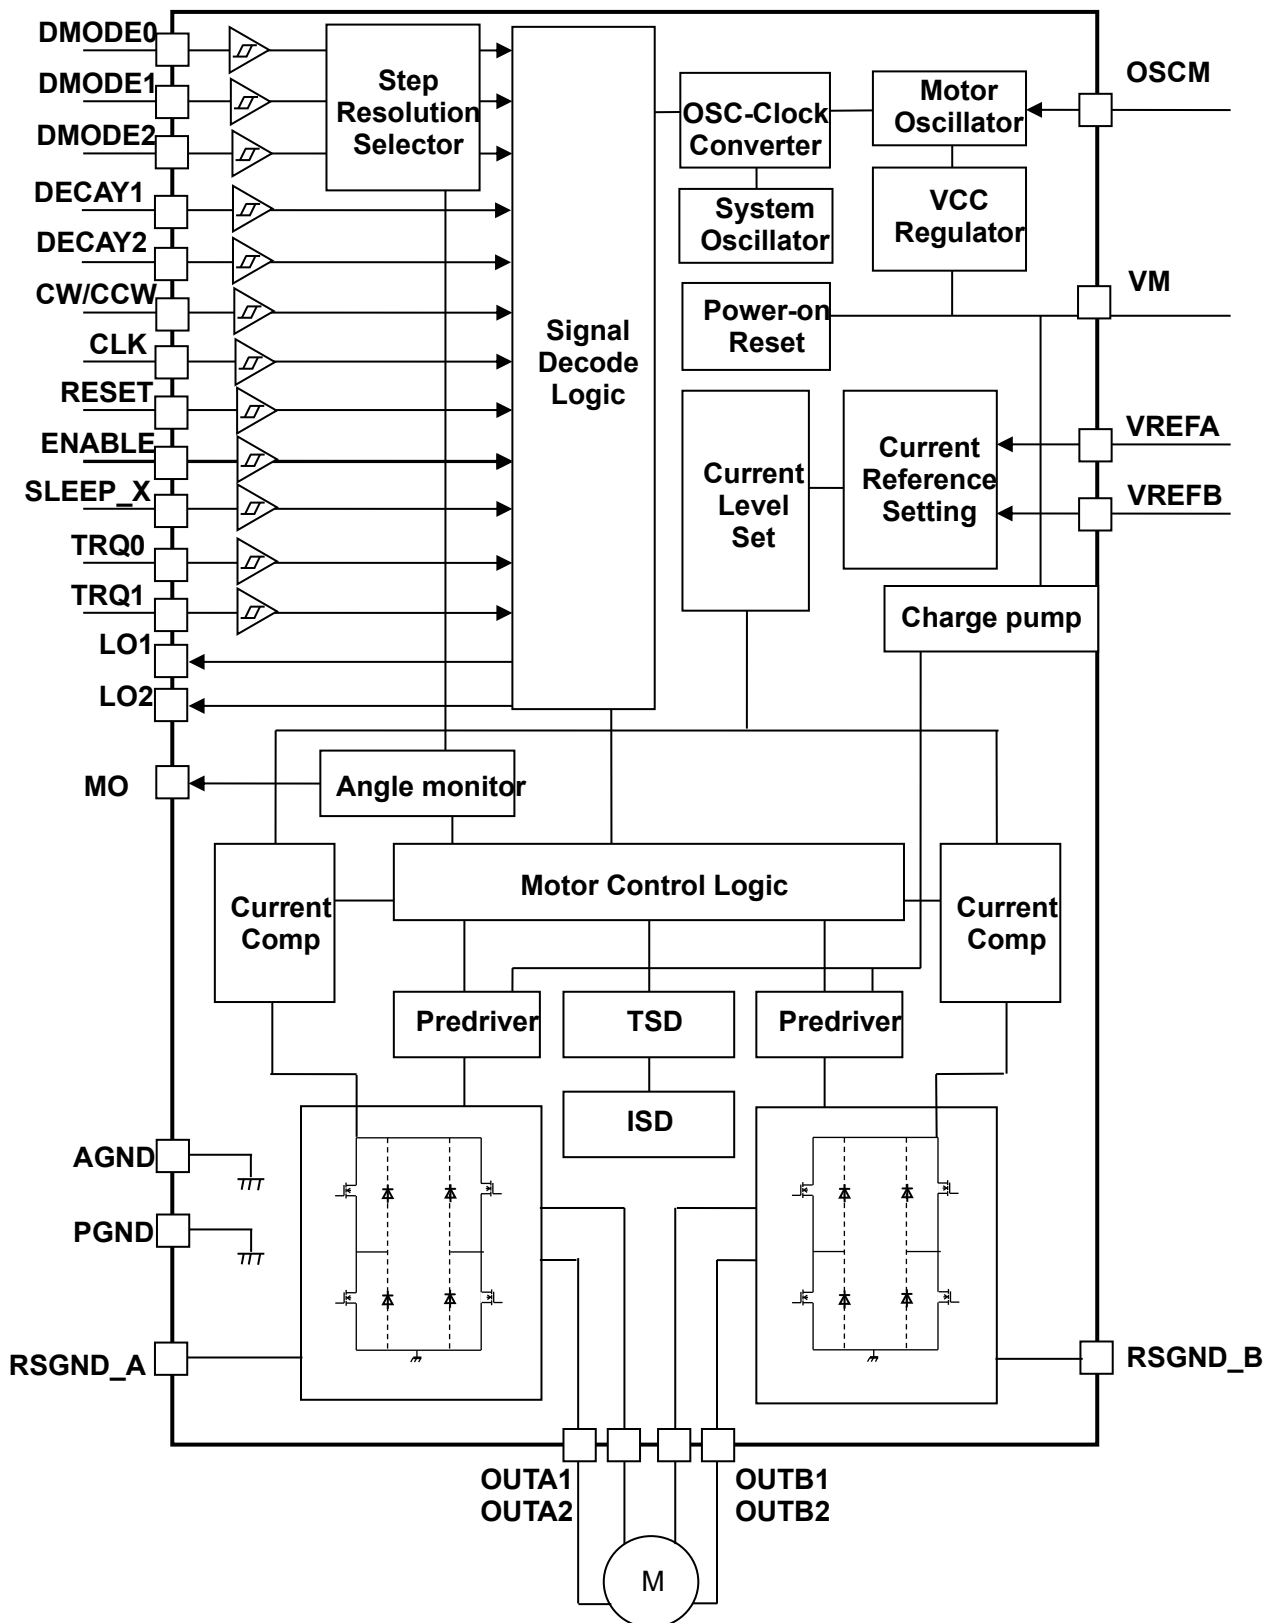 DMODE0
DMODE1
DMODE2
DECAY1
DECAY2
CW/CCW
CLK
RESET
ENABLE
SLEEP_X
TRQ0
TRQ1
LO1
LO2
MO
AGND
PGND
RSGND_A
Step
Resolution
Selector
Signal
Decode
Logic
OSC-Clock
Converter
Motor
Oscillator
System
Oscillator
VCC
Regulator
Power-on
Reset
Current
Level
Set
Current
Reference
Setting
Charge pump
OSCM
VM
VREFA
VREFB
Angle monitor
Motor Control Logic
Current
Comp
Current
Comp
Predriver
TSD
Predriver
ISD
RSGND_B
OUTA1
OUTA2
OUTB1
OUTB2
M